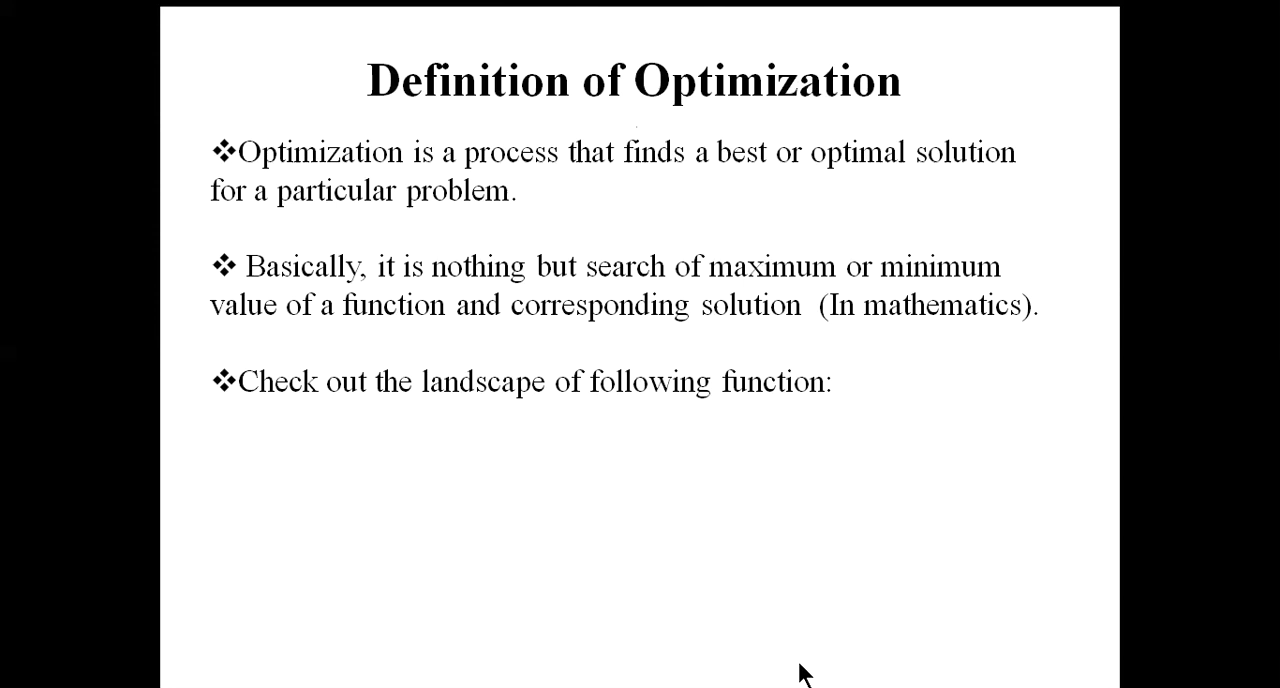 Definition of Optimization
❖Optimization is a process that finds a best or optimal solution
for a particular problem.
❖ Basically, it is nothing but search of maximum or minimum
value of a function and corresponding solution (In mathematics).
❖Check out the landscape of following function: